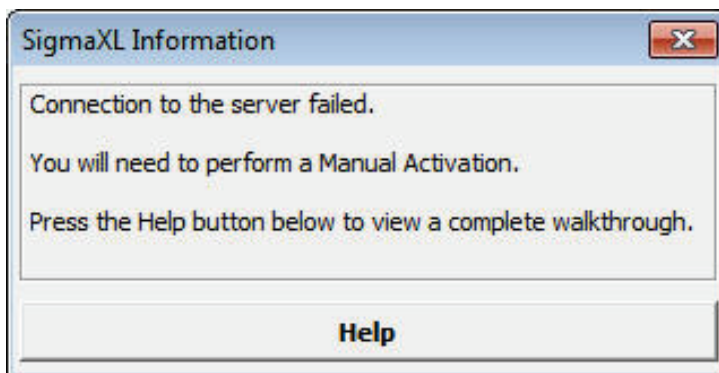 SigmaXL Information
Connection to the server failed.
You will need to perform a Manual Activation.
Press the Help button below to view a complete walkthrough.
Help